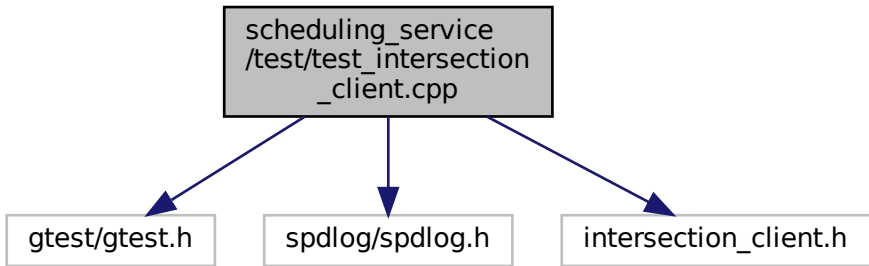 scheduling_service
/test/test_intersection
_client.cpp
gtest/gtest.h
spdlog/spdlog.h
intersection_client.h